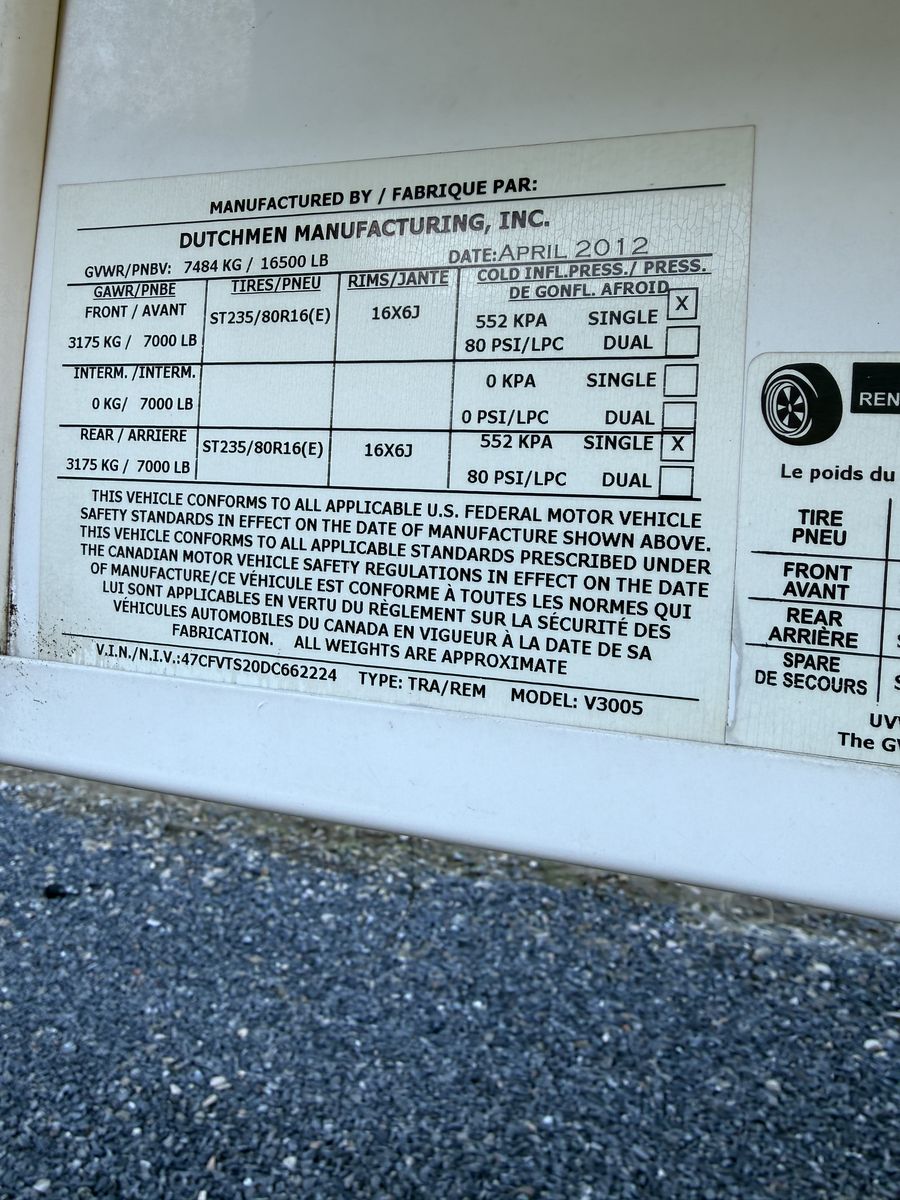 MANUFACTURED BY / FABRIQUE PAR:
DUTCHMEN MANUFACTURING, INC.
GVWR/PNBV: 7484 KG / 16500 LB DATE:APRIL 2012
GAWR/PNBE TIRES/PNEU RIMS/JANTE COLD INFL.PRESS./ PRESS.
DE GONFL. AFROID
FRONT / AVANT ST235/80R16(E) 16X6J 552 KPA SINGLE X
3175 KG / 7000 LB 80 PSI/LPC DUAL
INTERM. /INTERM. 0 KPA SINGLE
0 KG/ 7000 LB 0 PSI/LPC DUAL
REAR / ARRIERE ST235/80R16(E) 16X6J 552 KPA SINGLE X
3175 KG / 7000 LB 80 PSI/LPC DUAL
THIS VEHICLE CONFORMS TO ALL APPLICABLE U.S. FEDERAL MOTOR VEHICLE
SAFETY STANDARDS IN EFFECT ON THE DATE OF MANUFACTURE SHOWN ABOVE.
THIS VEHICLE CONFORMS TO ALL APPLICABLE STANDARDS PRESCRIBED UNDER
THE CANADIAN MOTOR VEHICLE SAFETY REGULATIONS IN EFFECT ON THE DATE
OF MANUFACTURE/CE VÉHICULE EST CONFORME À TOUTES LES NORMES QUI
LUI SONT APPLICABLES EN VERTU DU RÈGLEMENT SUR LA SÉCURITÉ DES
VÉHICULES AUTOMOBILES DU CANADA EN VIGUEUR À LA DATE DE SA
FABRICATION. ALL WEIGHTS ARE APPROXIMATE
V.I.N./N.I.V.:47CFVTS20DC662224 TYPE: TRA/REM MODEL: V3005
REN
Le poids du
TIRE
PNEU
FRONT
AVANT
REAR
ARRIÈRE
SPARE
DE SECOURS
UV
The G